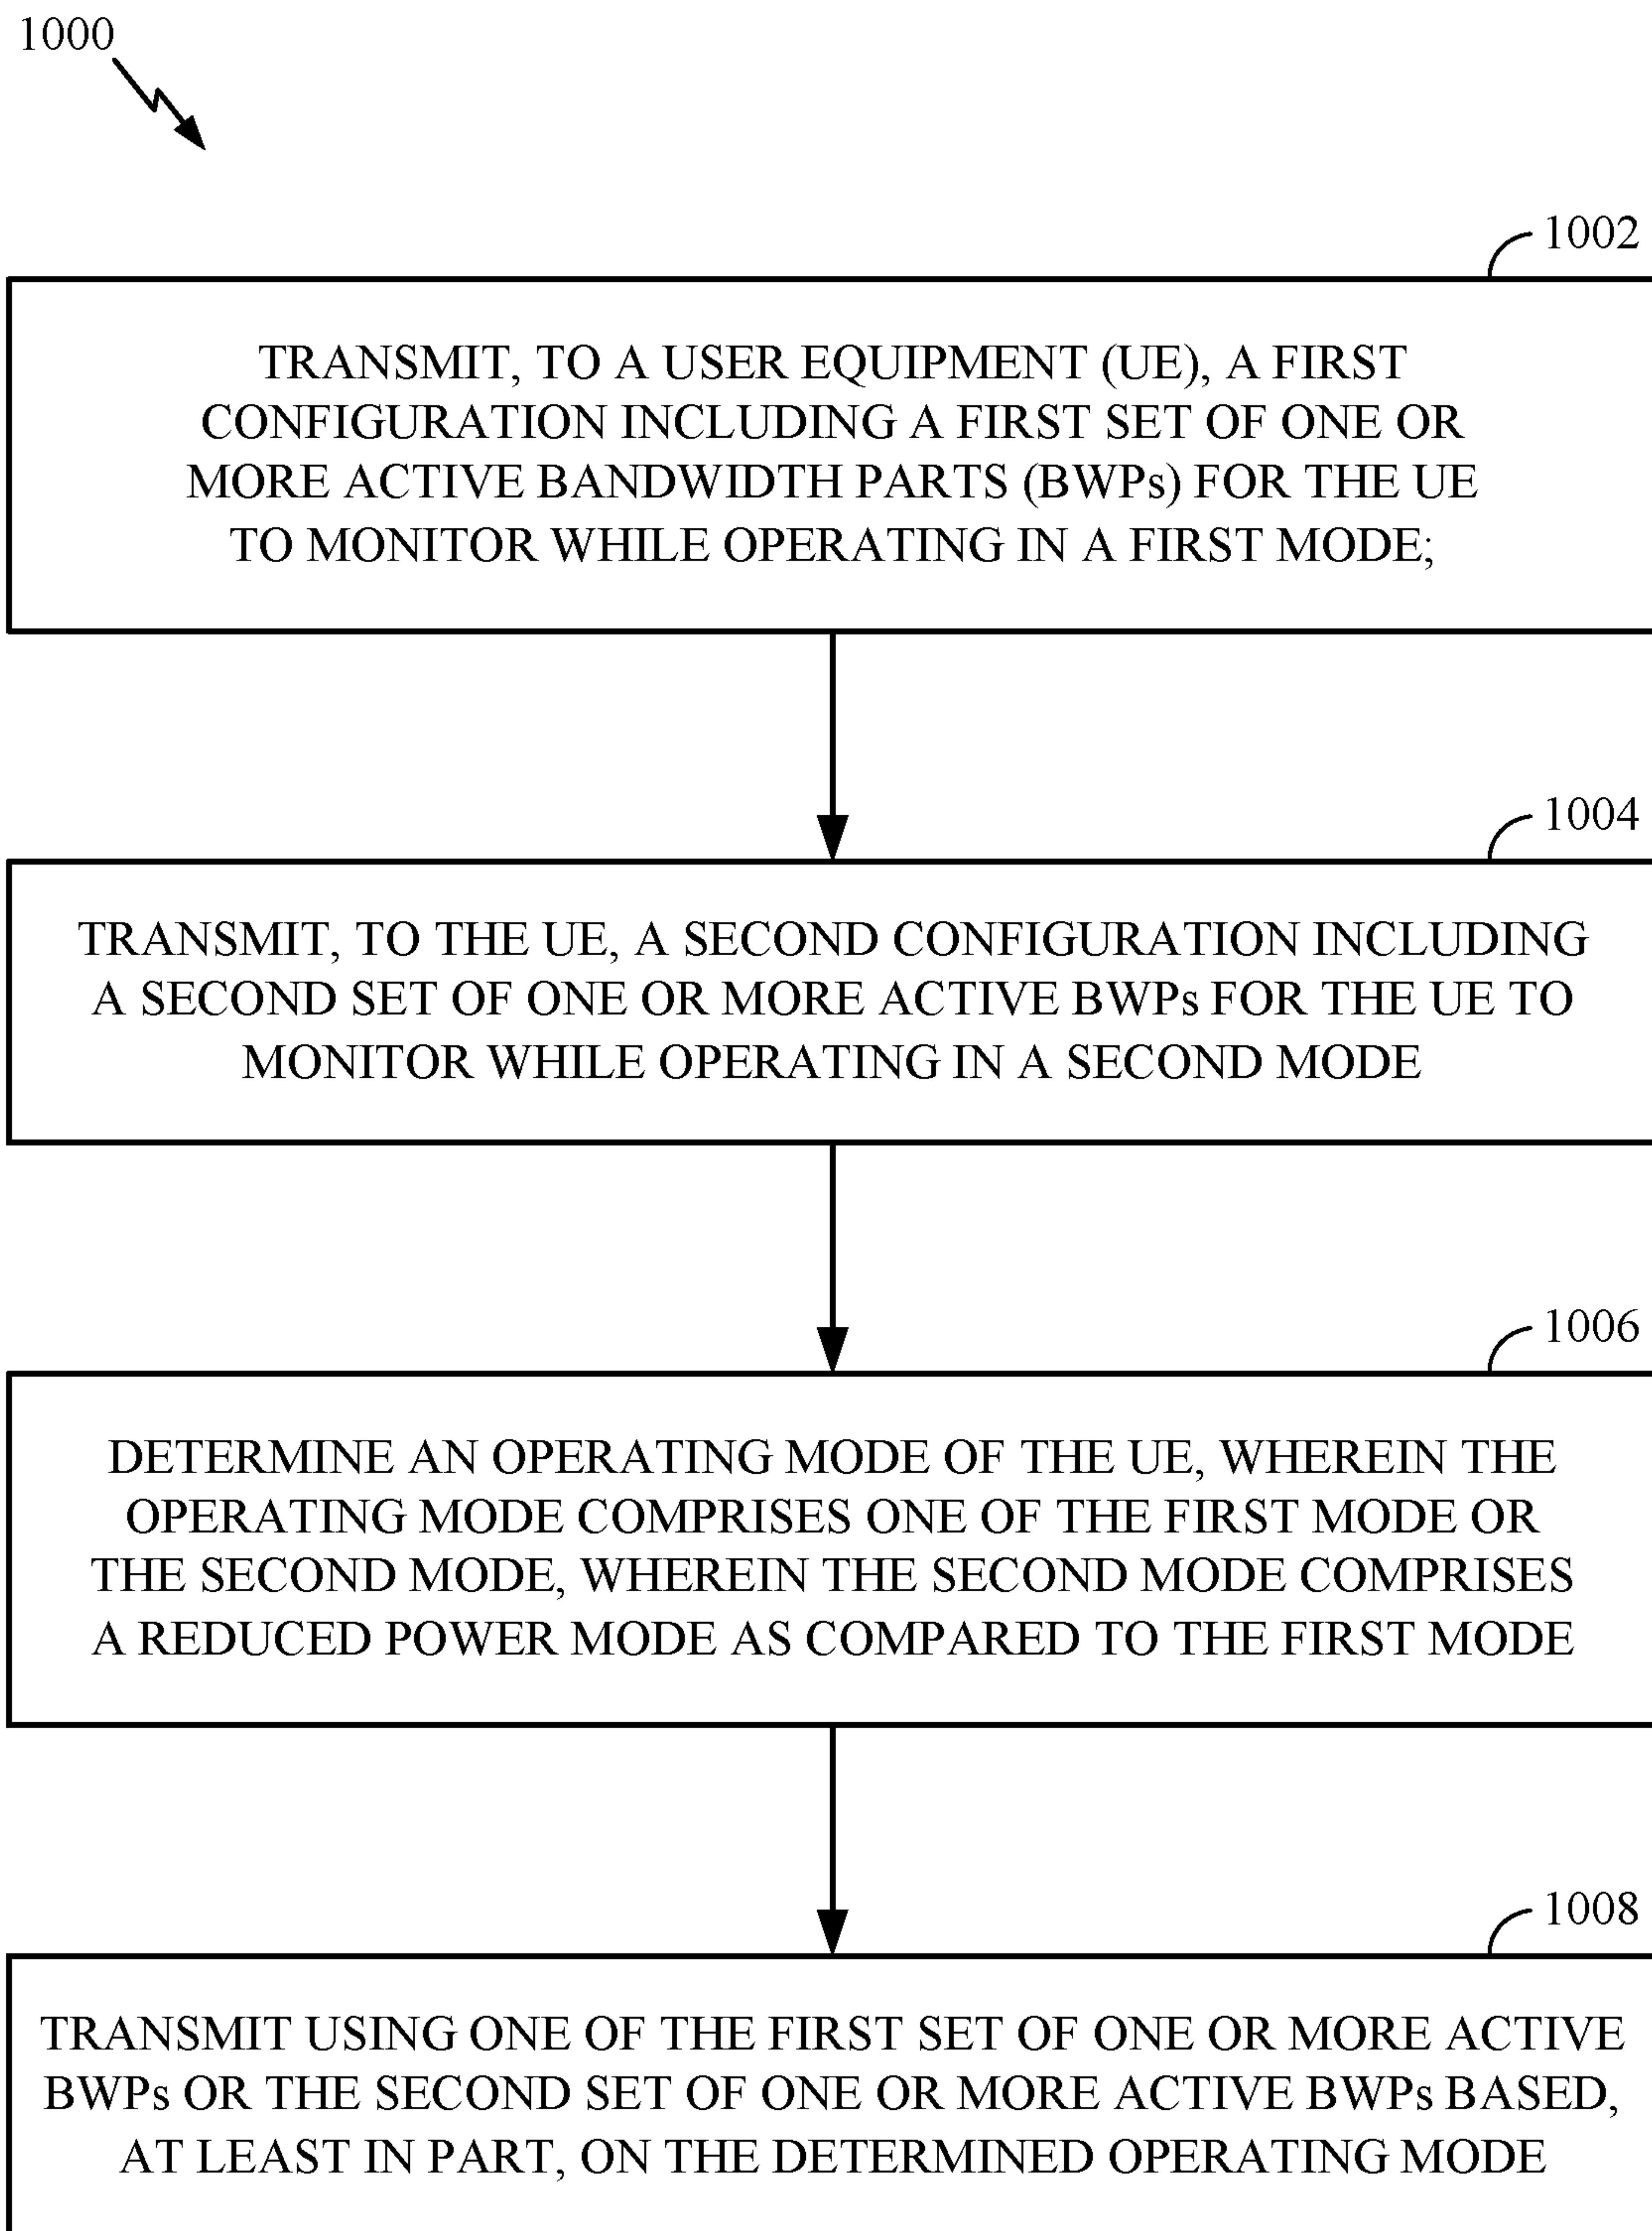 1000
1002
TRANSMIT, TO A USER EQUIPMENT (UE), A FIRST
CONFIGURATION INCLUDING A FIRST SET OF ONE OR
MORE ACTIVE BANDWIDTH PARTS (BWPs) FOR THE UE
TO MONITOR WHILE OPERATING IN A FIRST MODE;
1004
TRANSMIT, TO THE UE, A SECOND CONFIGURATION INCLUDING
A SECOND SET OF ONE OR MORE ACTIVE BWPs FOR THE UE TO
MONITOR WHILE OPERATING IN A SECOND MODE
1006
DETERMINE AN OPERATING MODE OF THE UE, WHEREIN THE
OPERATING MODE COMPRISES ONE OF THE FIRST MODE OR
THE SECOND MODE, WHEREIN THE SECOND MODE COMPRISES
A REDUCED POWER MODE AS COMPARED TO THE FIRST MODE
1008
TRANSMIT USING ONE OF THE FIRST SET OF ONE OR MORE ACTIVE
BWPs OR THE SECOND SET OF ONE OR MORE ACTIVE BWPs BASED,
AT LEAST IN PART, ON THE DETERMINED OPERATING MODE